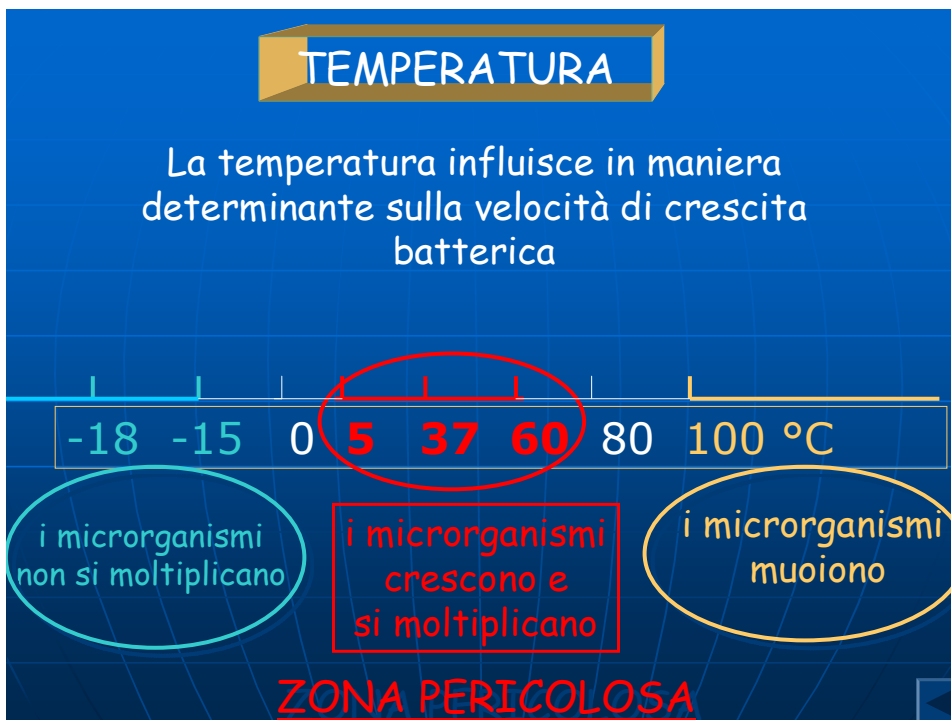 TEMPERATURA
La temperatura influisce in maniera
determinante sulla velocità di crescita
batterica
-18 -15 0 5 37 60 80 100 °C
i microrganismi
non si moltiplicano
i microrganismi
crescono e
si moltiplicano
i microrganismi
muoiono
ZONA PERICOLOSA